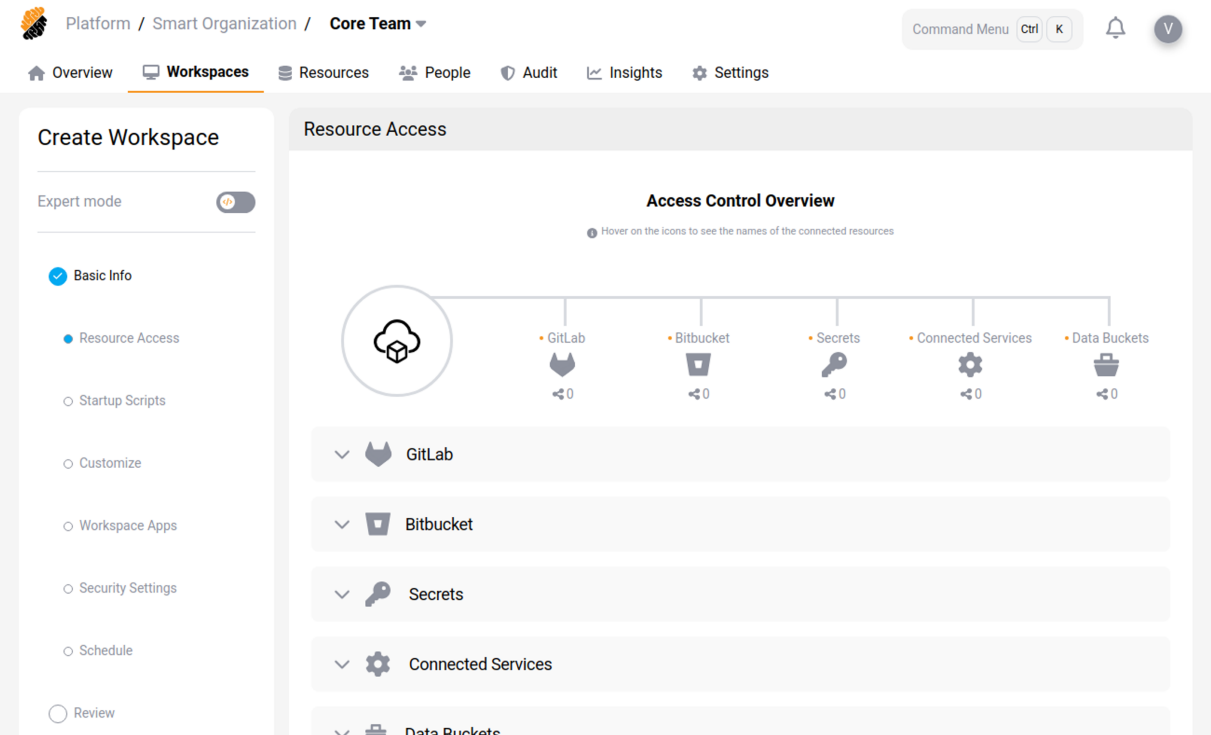 Platform / Smart Organization / Core Team
Command Menu Ctrl K
V
Overview Workspaces Resources People Audit Insights Settings
Create Workspace
Expert mode
</>
Basic Info
Resource Access
Startup Scripts
Customize
Workspace Apps
Security Settings
Schedule
Review
Resource Access
Access Control Overview
Hover on the icons to see the names of the connected resources
GitLab Bitbucket Secrets Connected Services Data Buckets
0 0 0 0 0
GitLab
Bitbucket
Secrets
Connected Services
Data Buckets